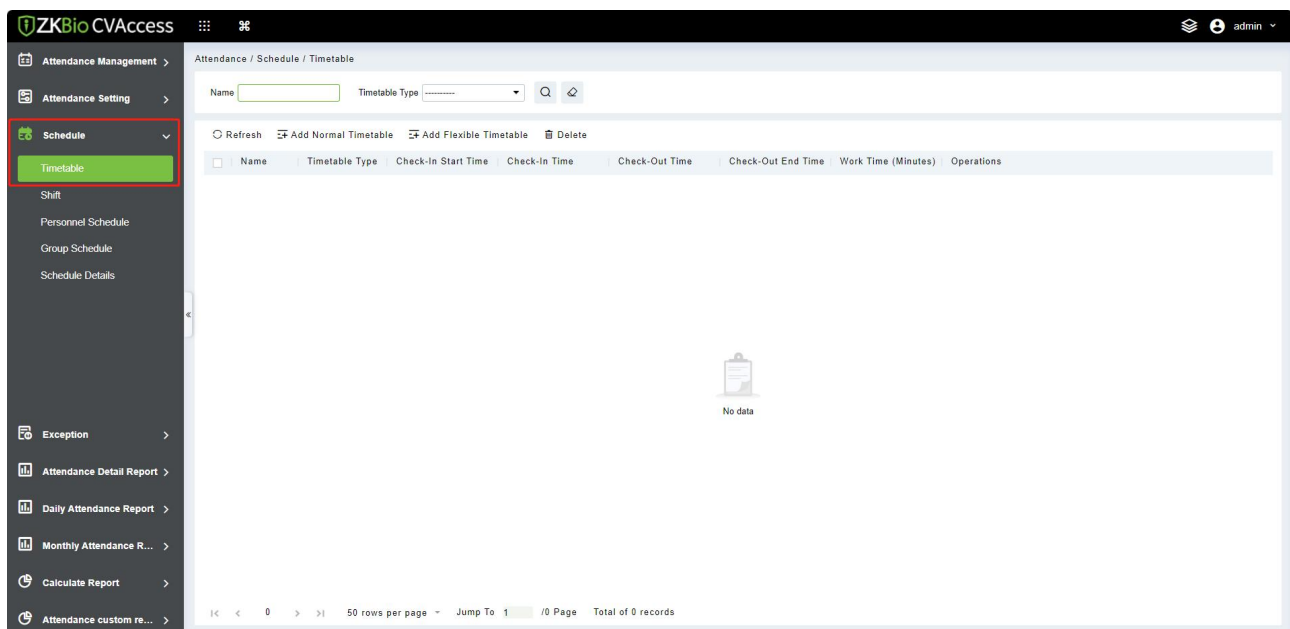 ZKBio CVAccess
admin
Attendance Management
Attendance / Schedule / Timetable
Attendance Setting
Name Timetable Type ----------
Schedule
Refresh Add Normal Timetable Add Flexible Timetable Delete
Name Timetable Type Check-In Start Time Check-In Time Check-Out Time Check-Out End Time Work Time (Minutes) Operations
Timetable
Shift
Personnel Schedule
Group Schedule
Schedule Details
No data
Exception
Attendance Detail Report
Daily Attendance Report
Monthly Attendance R...
Calculate Report
Attendance custom re...
0 50 rows per page Jump To 1 /0 Page Total of 0 records